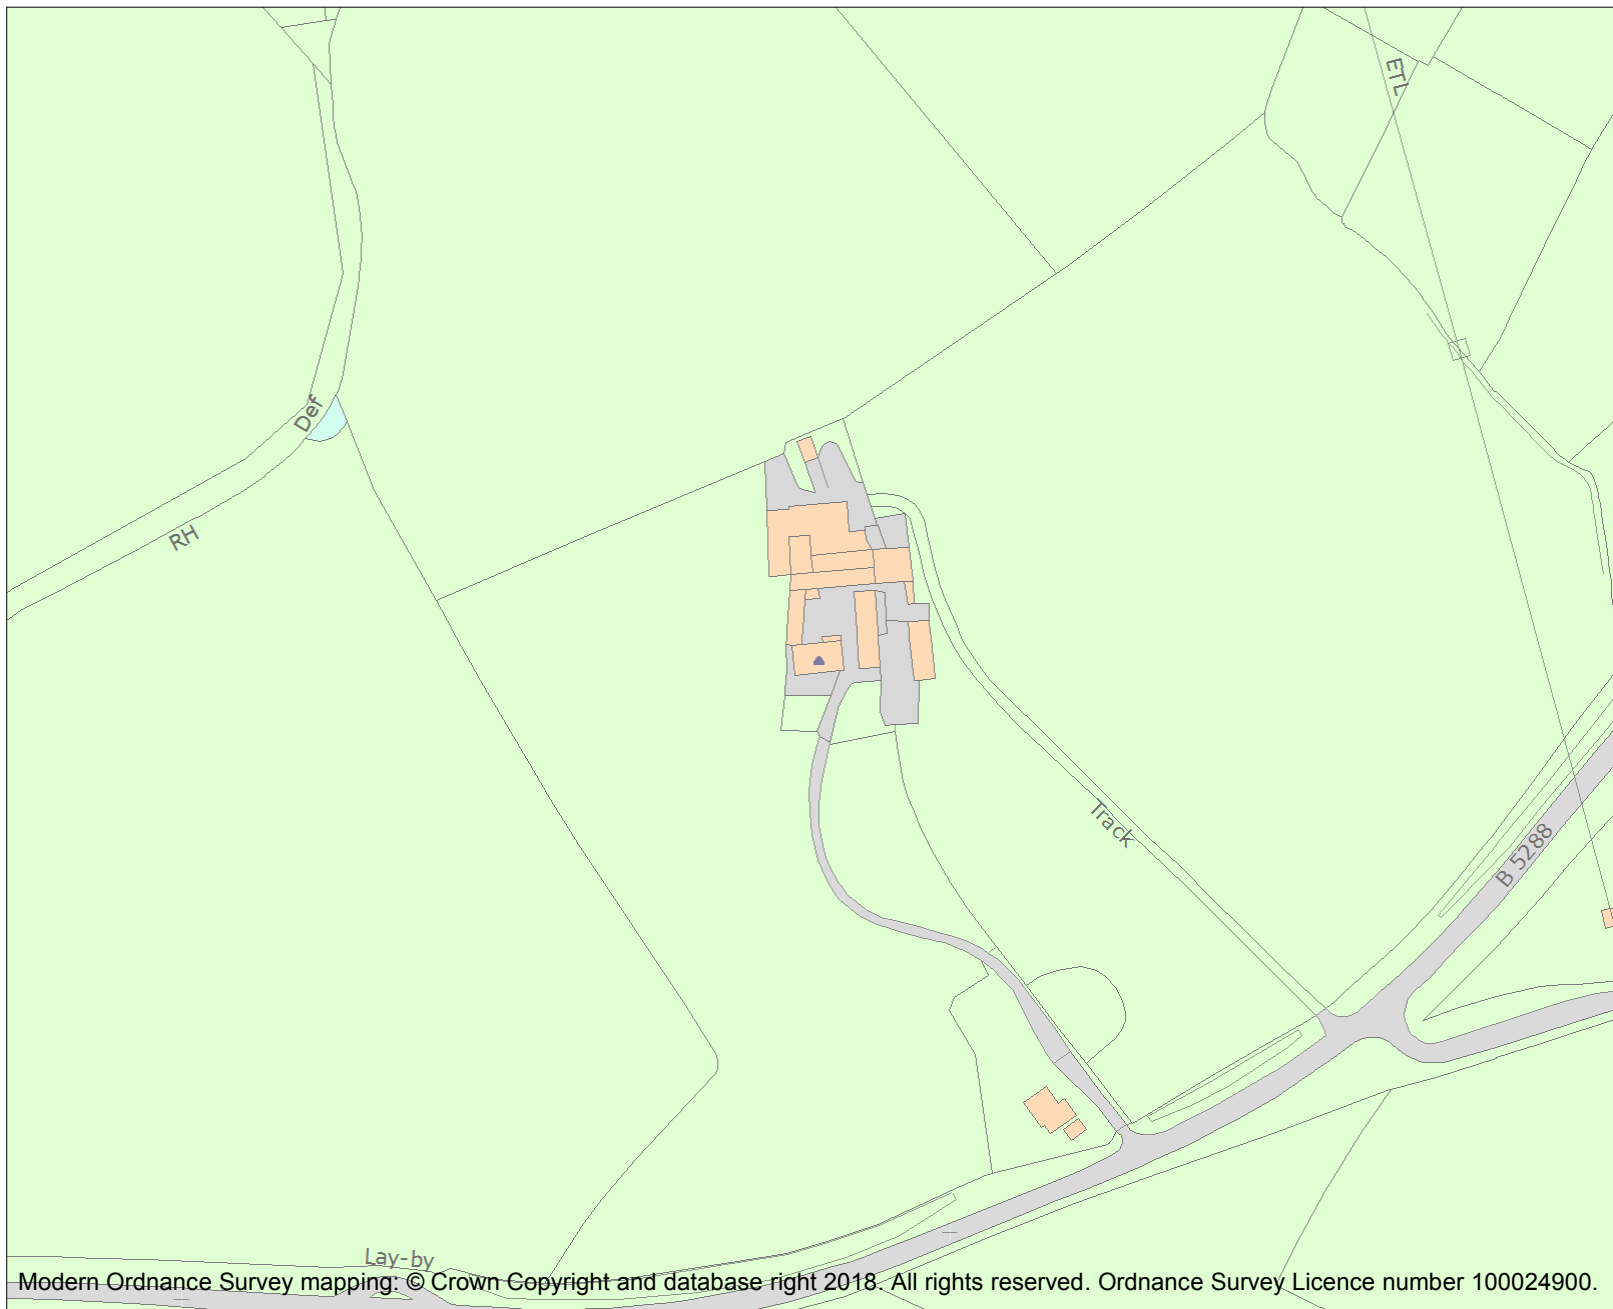 ETL
Def
RH
Track
B 5288
Lay-by
Modern Ordnance Survey mapping: © Crown Copyright and database right 2018. All rights reserved. Ordnance Survey Licence number 100024900.